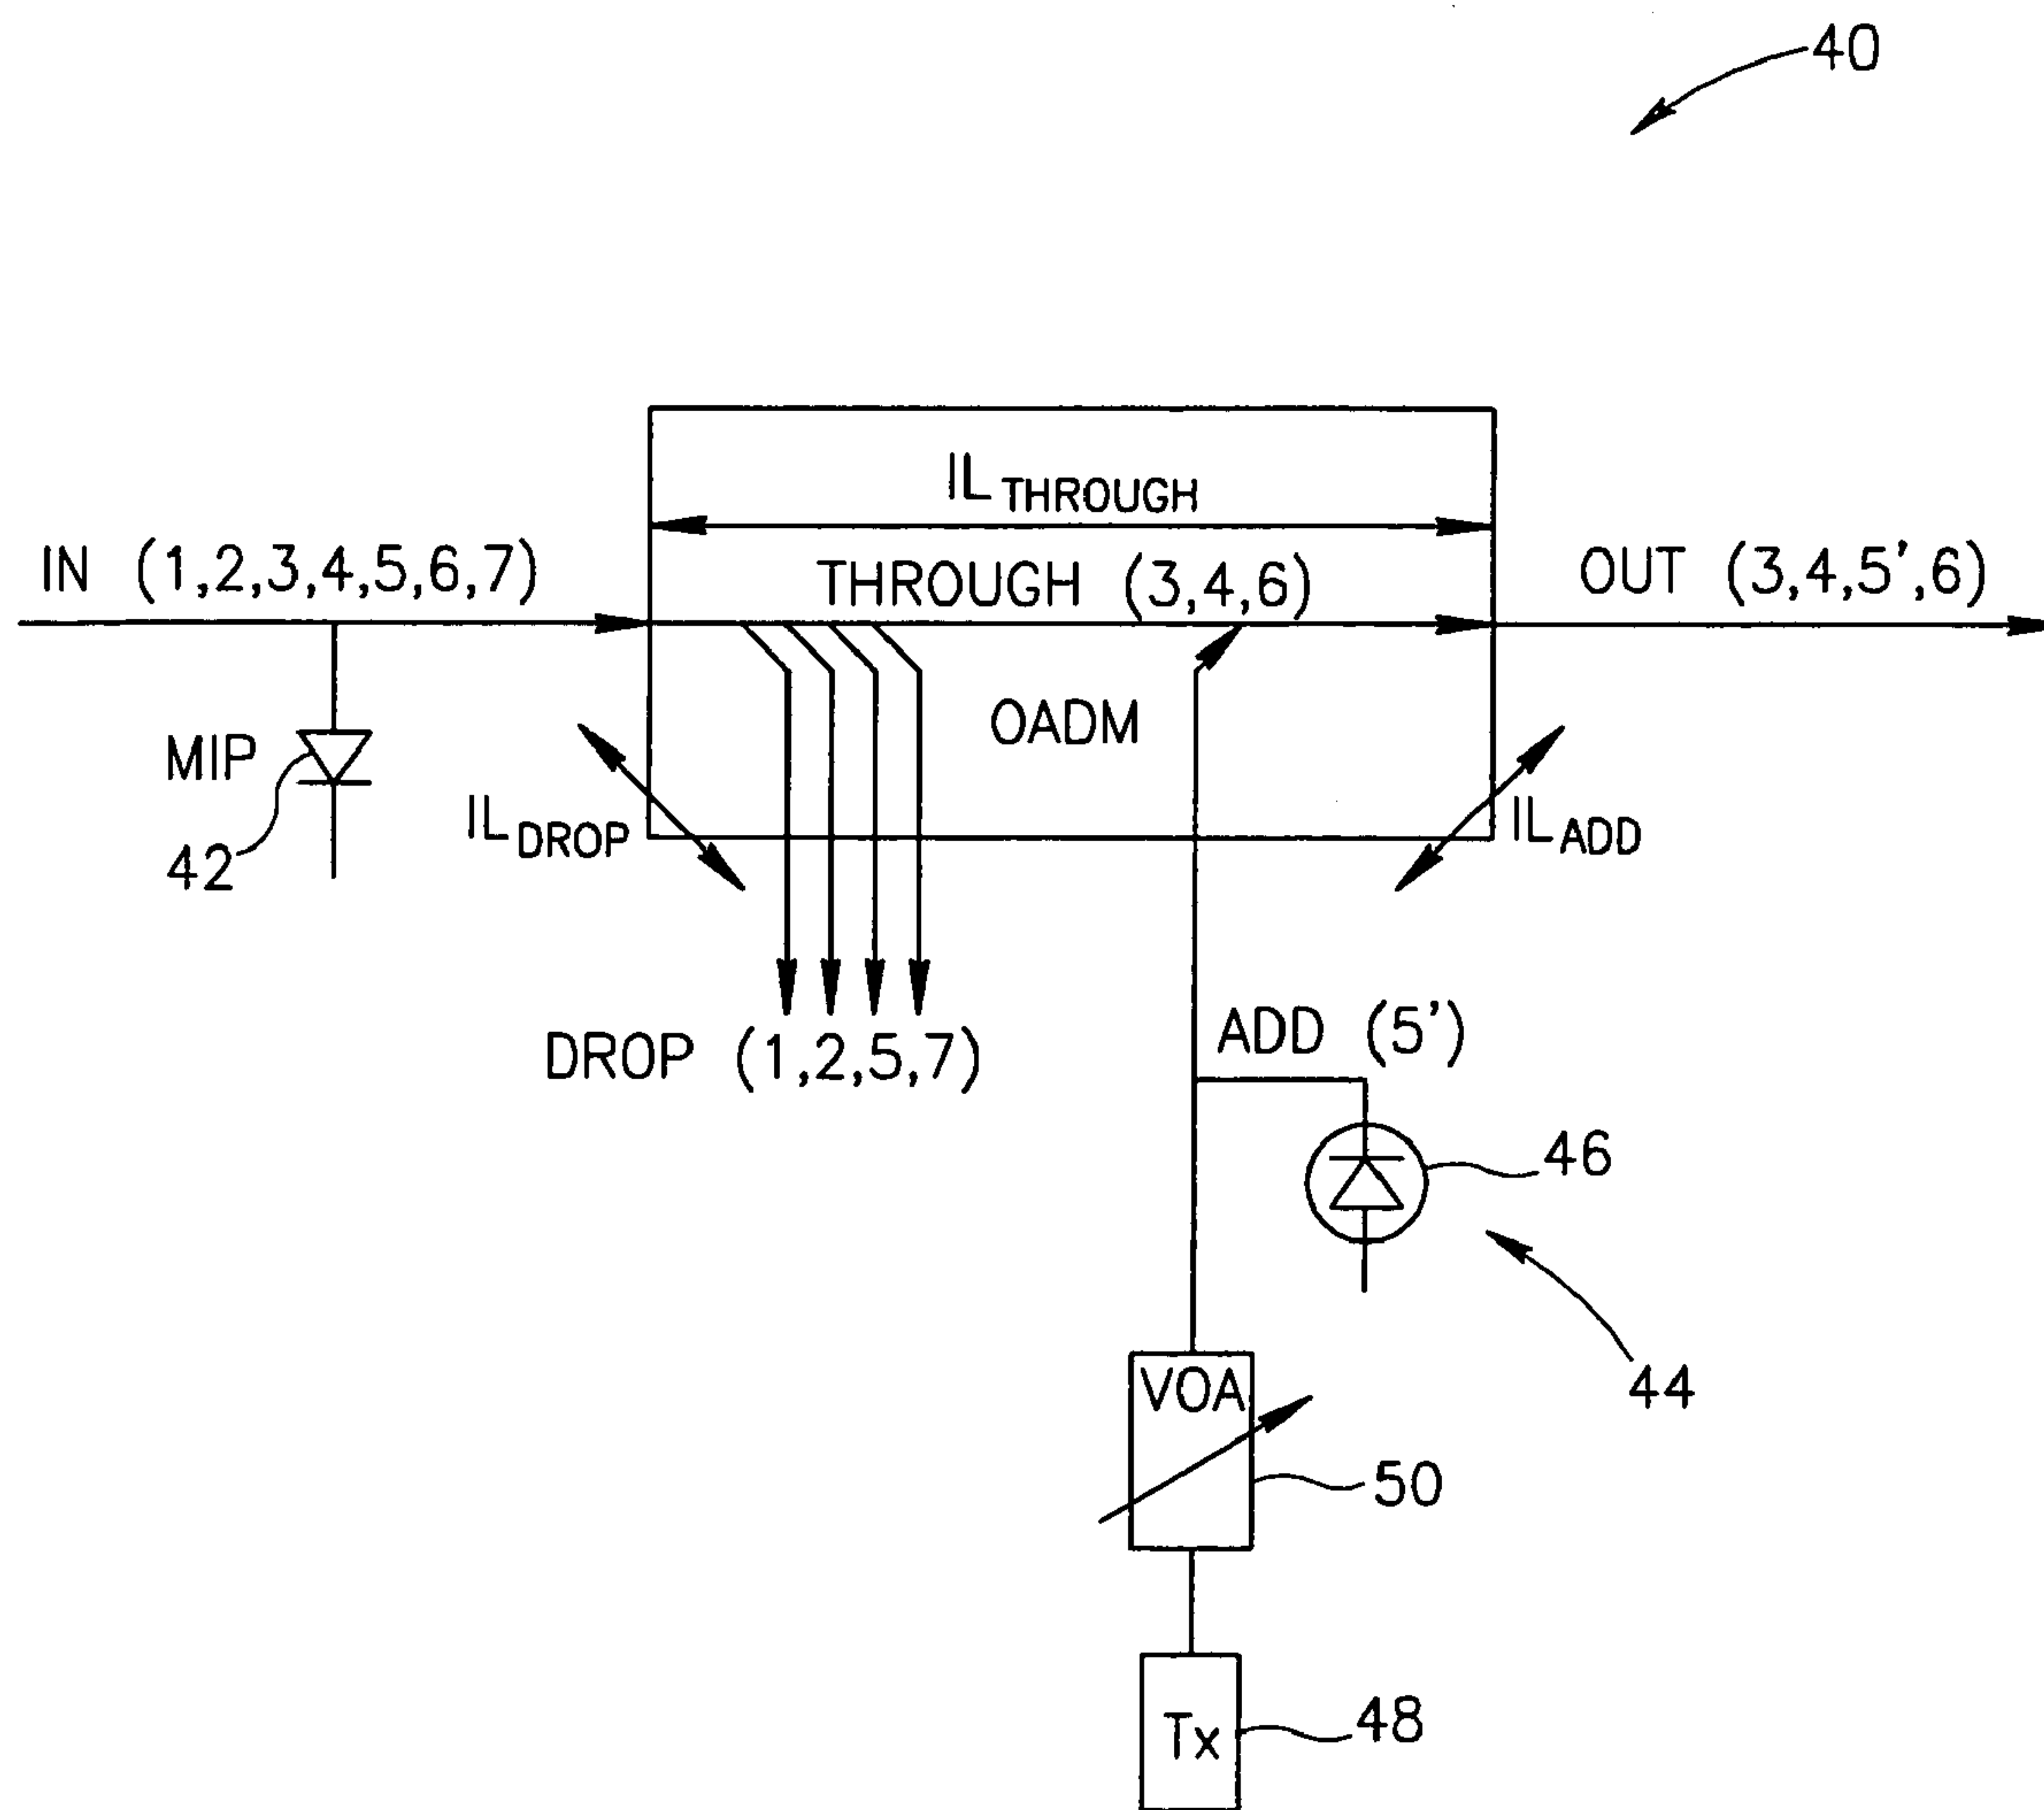 40
IL THROUGH
IN (1,2,3,4,5,6,7)
THROUGH (3,4,6)
OUT (3,4,5',6)
OADM
MIP
IL DROP
IL ADD
42
ADD (5')
DROP (1,2,5,7)
46
44
VOA
50
Tx
48